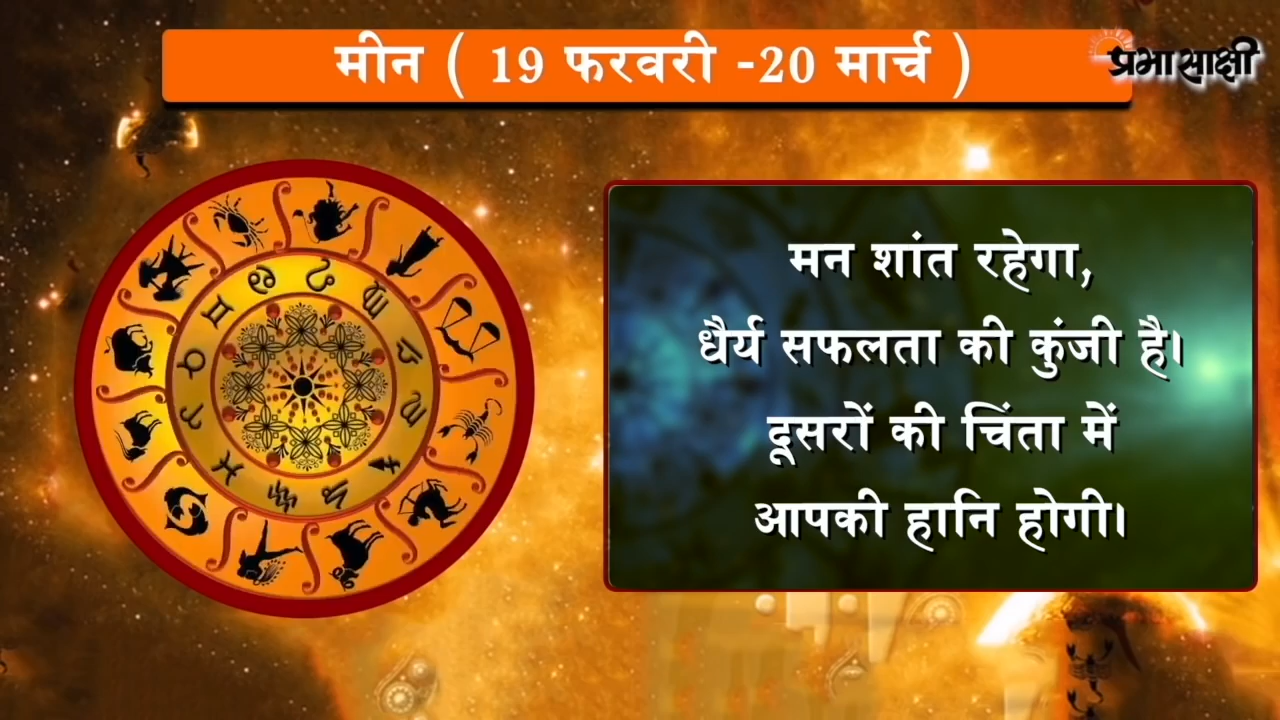 मीन ( 19 फरवरी -20 मार्च )
प्रभासाक्षी
मन शांत रहेगा,
धैर्य सफलता की कुंजी है।
दूसरों की चिंता में
आपकी हानि होगी।